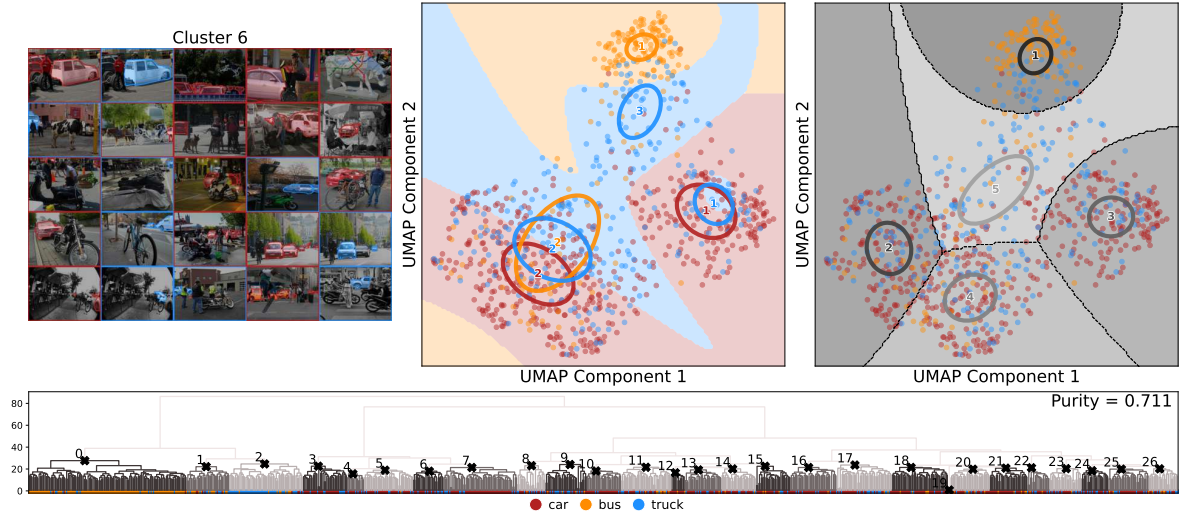 Cluster 6
UMAP Component 2
UMAP Component 1
1
3
1
1
2
2
2
UMAP Component 2
UMAP Component 1
1
5
3
2
4
Purity = 0.711
80
60
40
20
0
0 1 2 3 4 5 6 7 8 9 10 11 12 13 14 15 16 17 18 19 20 21 22 23 24 25 26
car bus truck